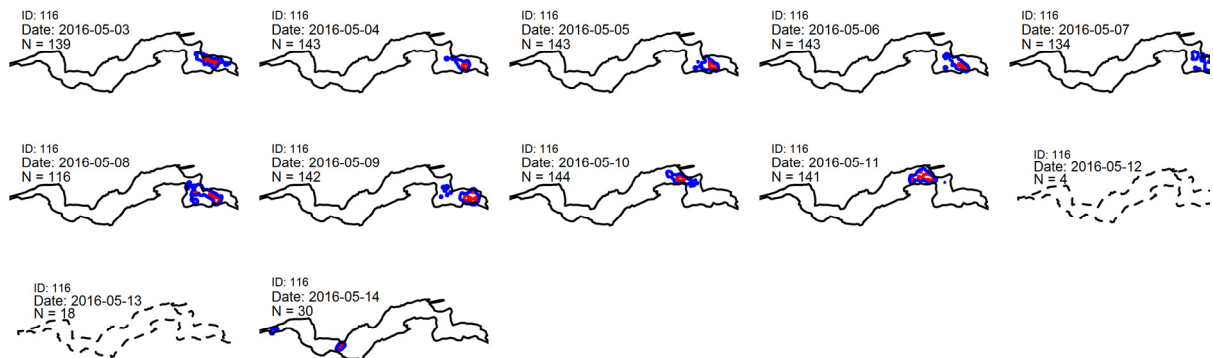 ID: 116
Date: 2016-05-03
N = 139
ID: 116
Date: 2016-05-04
N = 143
ID: 116
Date: 2016-05-05
N = 143
ID: 116
Date: 2016-05-06
N = 143
ID: 116
Date: 2016-05-07
N = 134
ID: 116
Date: 2016-05-08
N = 116
ID: 116
Date: 2016-05-09
N = 142
ID: 116
Date: 2016-05-10
N = 144
ID: 116
Date: 2016-05-11
N = 141
ID: 116
Date: 2016-05-12
N = 4
ID: 116
Date: 2016-05-13
N = 18
ID: 116
Date: 2016-05-14
N = 30